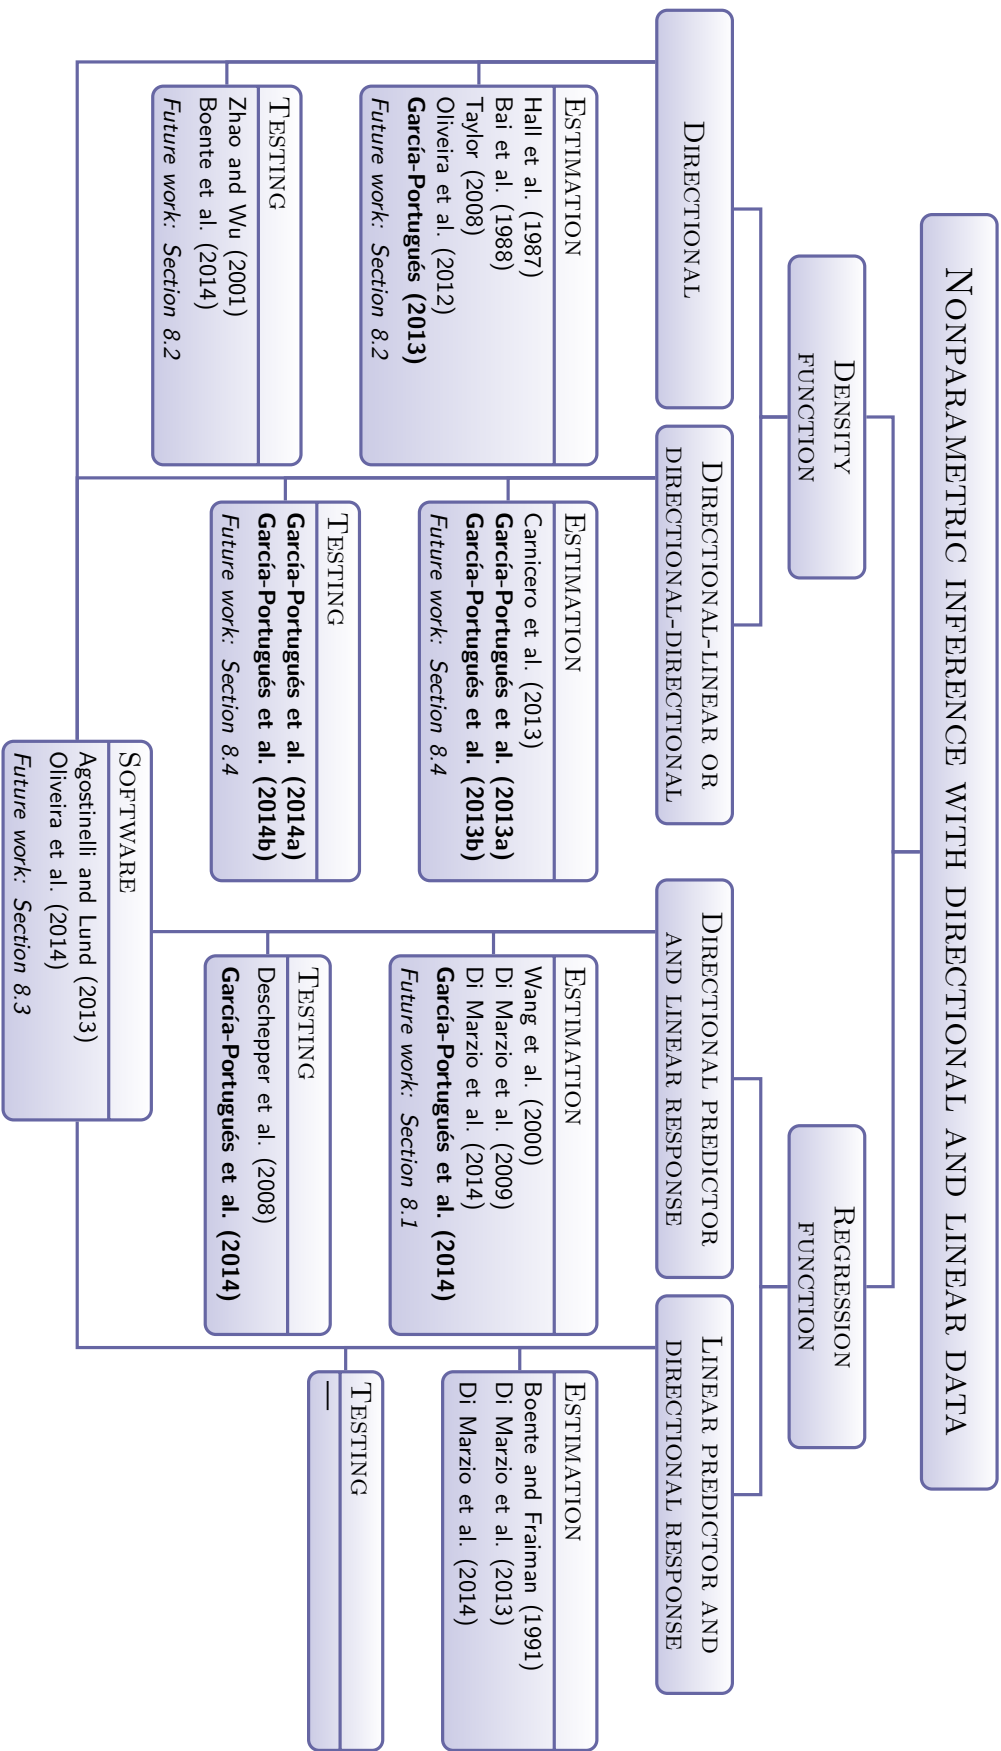 Nonparametric inference with directional and linear data
Density
function
Regression
function
Directional
Directional-linear or
directional-directional
Directional predictor
and linear response
Linear predictor and
directional response
Estimation
Hall et al. (1987)
Bai et al. (1988)
Taylor (2008)
Oliveira et al. (2012)
García-Portugués (2013)
Future work: Section 8.2
Testing
Zhao and Wu (2001)
Boente et al. (2014)
Future work: Section 8.2
Estimation
Carnicero et al. (2013)
García-Portugués et al. (2013a)
García-Portugués et al. (2013b)
Future work: Section 8.4
Testing
García-Portugués et al. (2014a)
García-Portugués et al. (2014b)
Future work: Section 8.4
Estimation
Wang et al. (2000)
Di Marzio et al. (2009)
Di Marzio et al. (2014)
García-Portugués et al. (2014)
Future work: Section 8.1
Testing
Deschepper et al. (2008)
García-Portugués et al. (2014)
Estimation
Boente and Fraiman (1991)
Di Marzio et al. (2013)
Di Marzio et al. (2014)
Testing
—
Software
Agostinelli and Lund (2013)
Oliveira et al. (2014)
Future work: Section 8.3